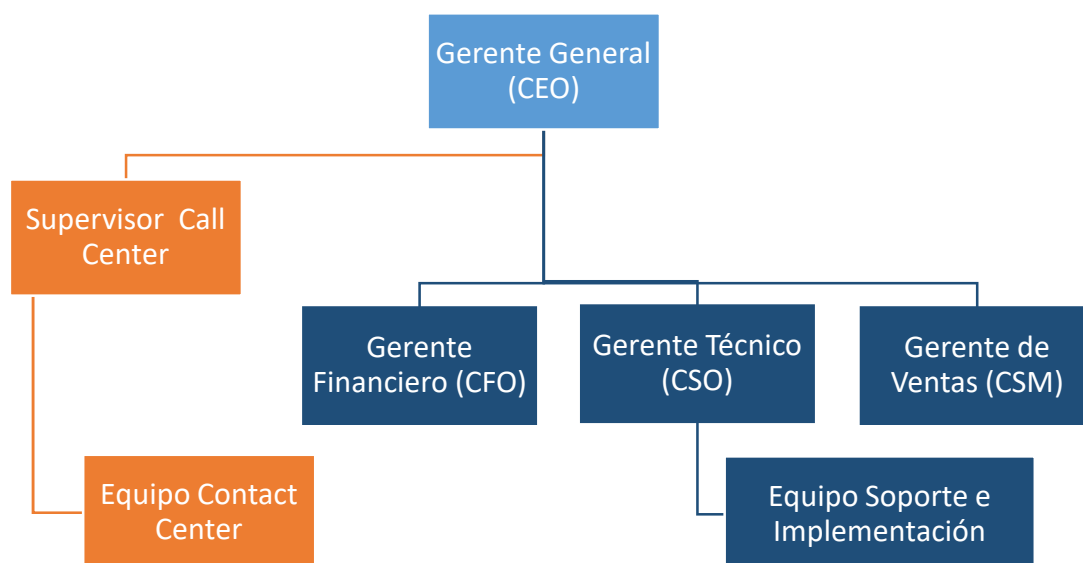 Gerente General
(CEO)
Supervisor Call
Center
Gerente
Financiero (CFO)
Gerente Técnico
(CSO)
Gerente de
Ventas (CSM)
Equipo Contact
Center
Equipo Soporte e
Implementación